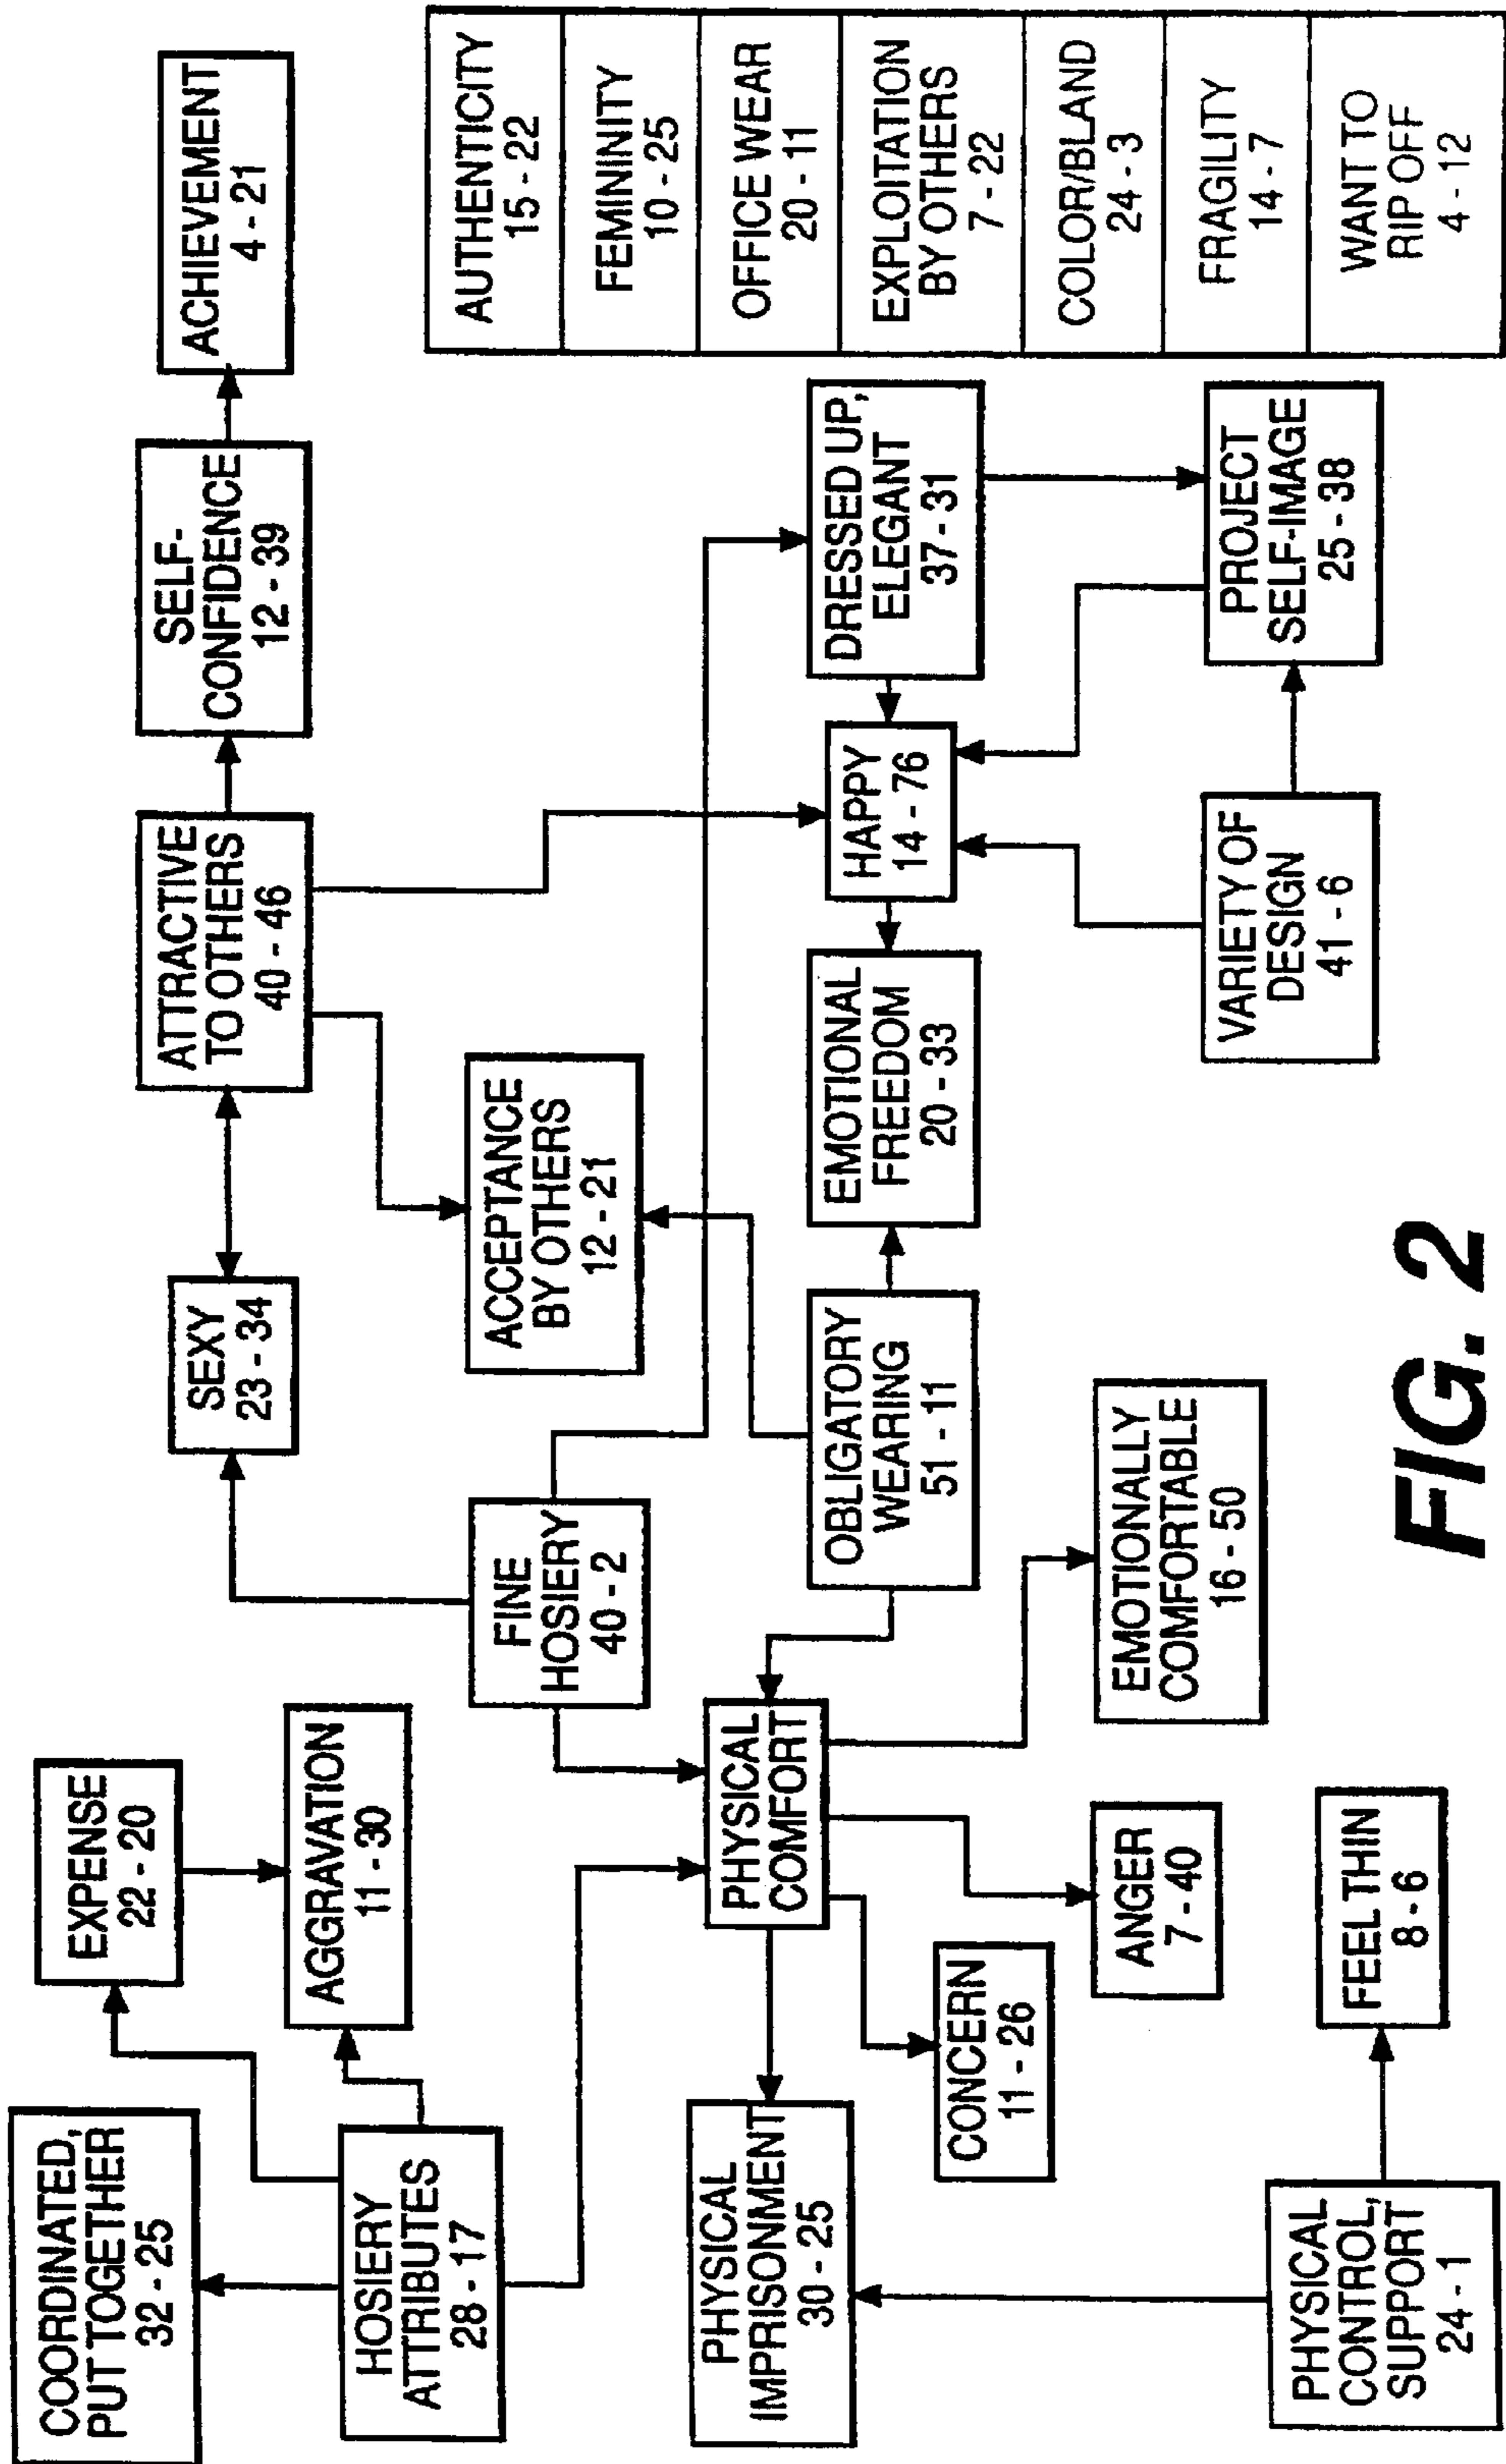 COORDINATED,
PUT TOGETHER
32 - 25
EXPENSE
22 - 20
HOSIERY
ATTRIBUTES
28 - 17
AGGRAVATION
11 - 30
SEXY
23 - 34
ATTRACTIVE
TO OTHERS
40 - 46
SELF-
CONFIDENCE
12 - 39
ACHIEVEMENT
4 - 21
FINE
HOSIERY
40 - 2
ACCEPTANCE
BY OTHERS
12 - 21
PHYSICAL
IMPRISONMENT
30 - 25
PHYSICAL
COMFORT
OBLIGATORY
WEARING
51 - 11
EMOTIONAL
FREEDOM
20 - 33
HAPPY
14 - 76
DRESSED UP,
ELEGANT
37 - 31
CONCERN
11 - 26
ANGER
7 - 40
EMOTIONALLY
COMFORTABLE
16 - 50
PHYSICAL
CONTROL,
SUPPORT
24 - 1
FEEL THIN
8 - 6
VARIETY OF
DESIGN
41 - 6
PROJECT
SELF-IMAGE
25 - 38
AUTHENTICITY
15 - 22
FEMININITY
10 - 25
OFFICE WEAR
20 - 11
EXPLOITATION
BY OTHERS
7 - 22
COLOR/BLAND
24 - 3
FRAGILITY
14 - 7
WANT TO
RIP OFF
4 - 12
FIG. 2